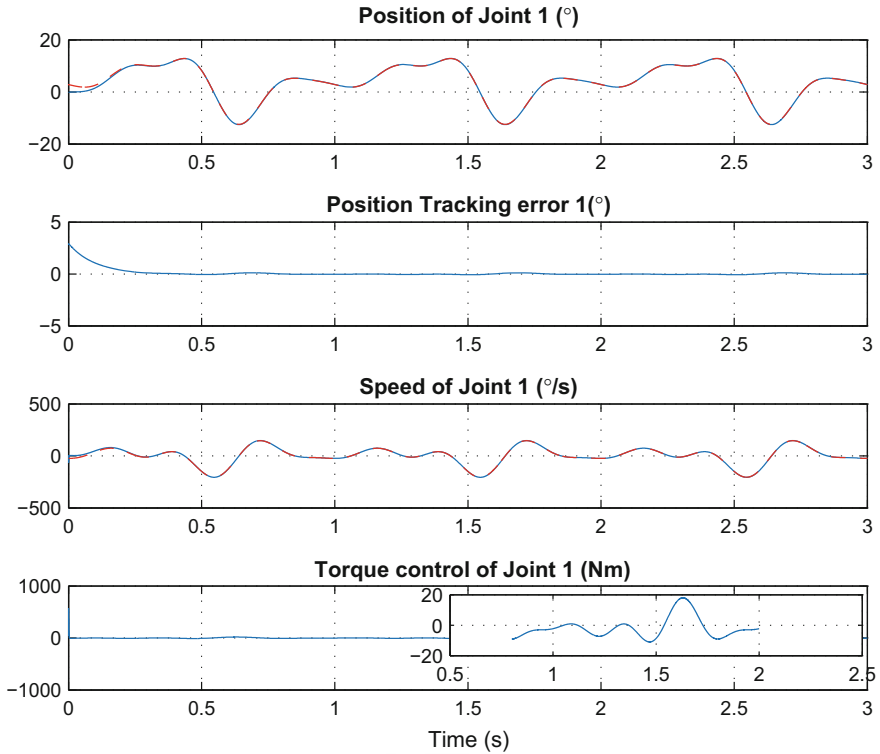 Position of Joint 1 (°)
20
0
−20
0 0.5 1 1.5 2 2.5 3
Position Tracking error 1(°)
5
0
−5
0 0.5 1 1.5 2 2.5 3
Speed of Joint 1 (°/s)
500
0
−500
0 0.5 1 1.5 2 2.5 3
Torque control of Joint 1 (Nm)
1000
0
−1000
20
0
−20
0.5 1 1.5 2 2.5
0 0.5 1 1.5 2 2.5 3
Time (s)